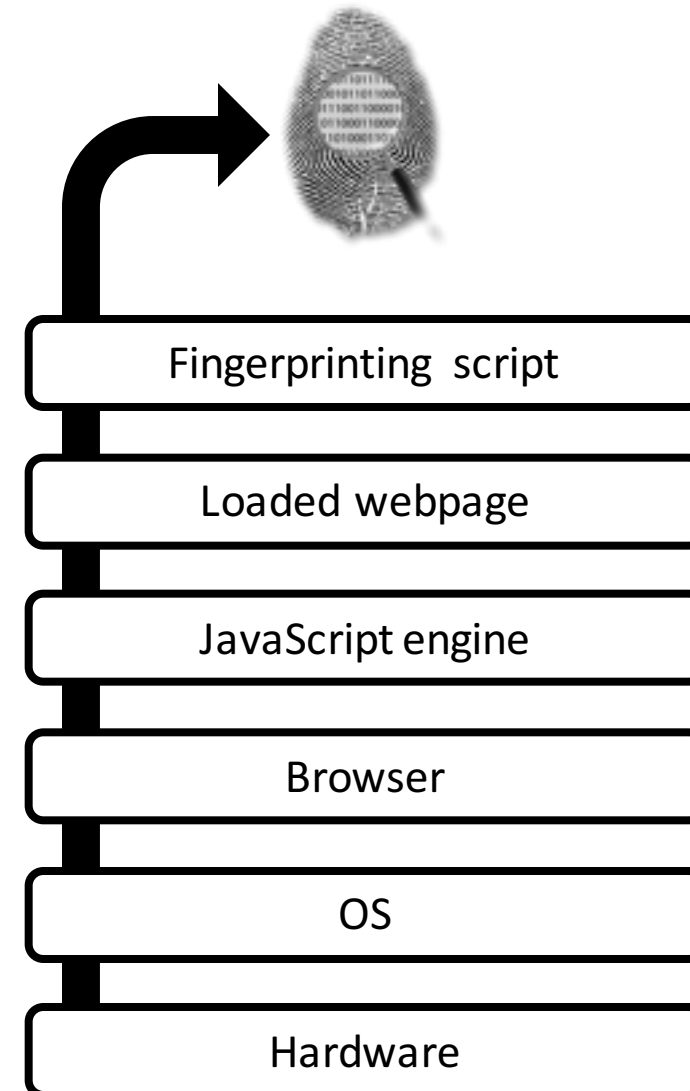 Fingerprinting script
Loaded webpage
JavaScript engine
Browser
OS
Hardware